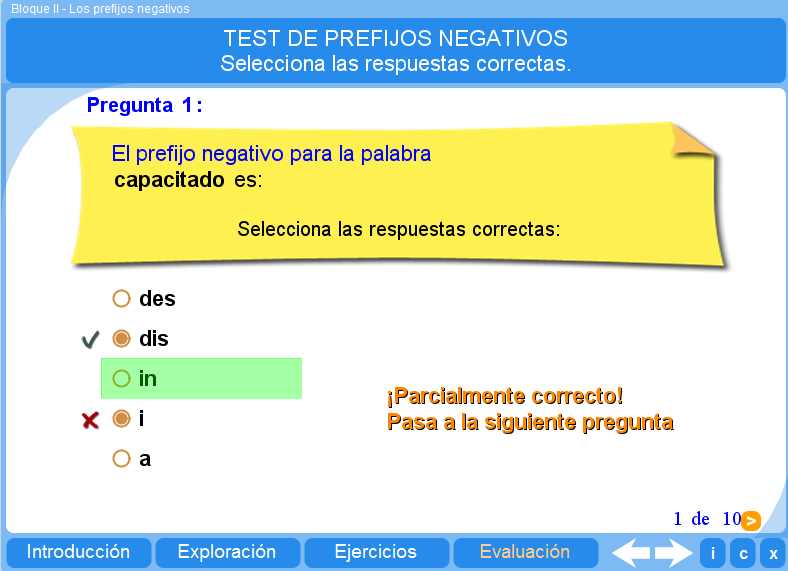 Bloque II - Los prefijos negativos
TEST DE PREFIJOS NEGATIVOS
Selecciona las respuestas correctas.
Pregunta 1:
El prefijo negativo para la palabra
capacitado es:
Selecciona las respuestas correctas:
des
dis
in
i
a
¡Parcialmente correcto!
Pasa a la siguiente pregunta
1 de 10 >
Introducción Exploración Ejercicios Evaluación i c x